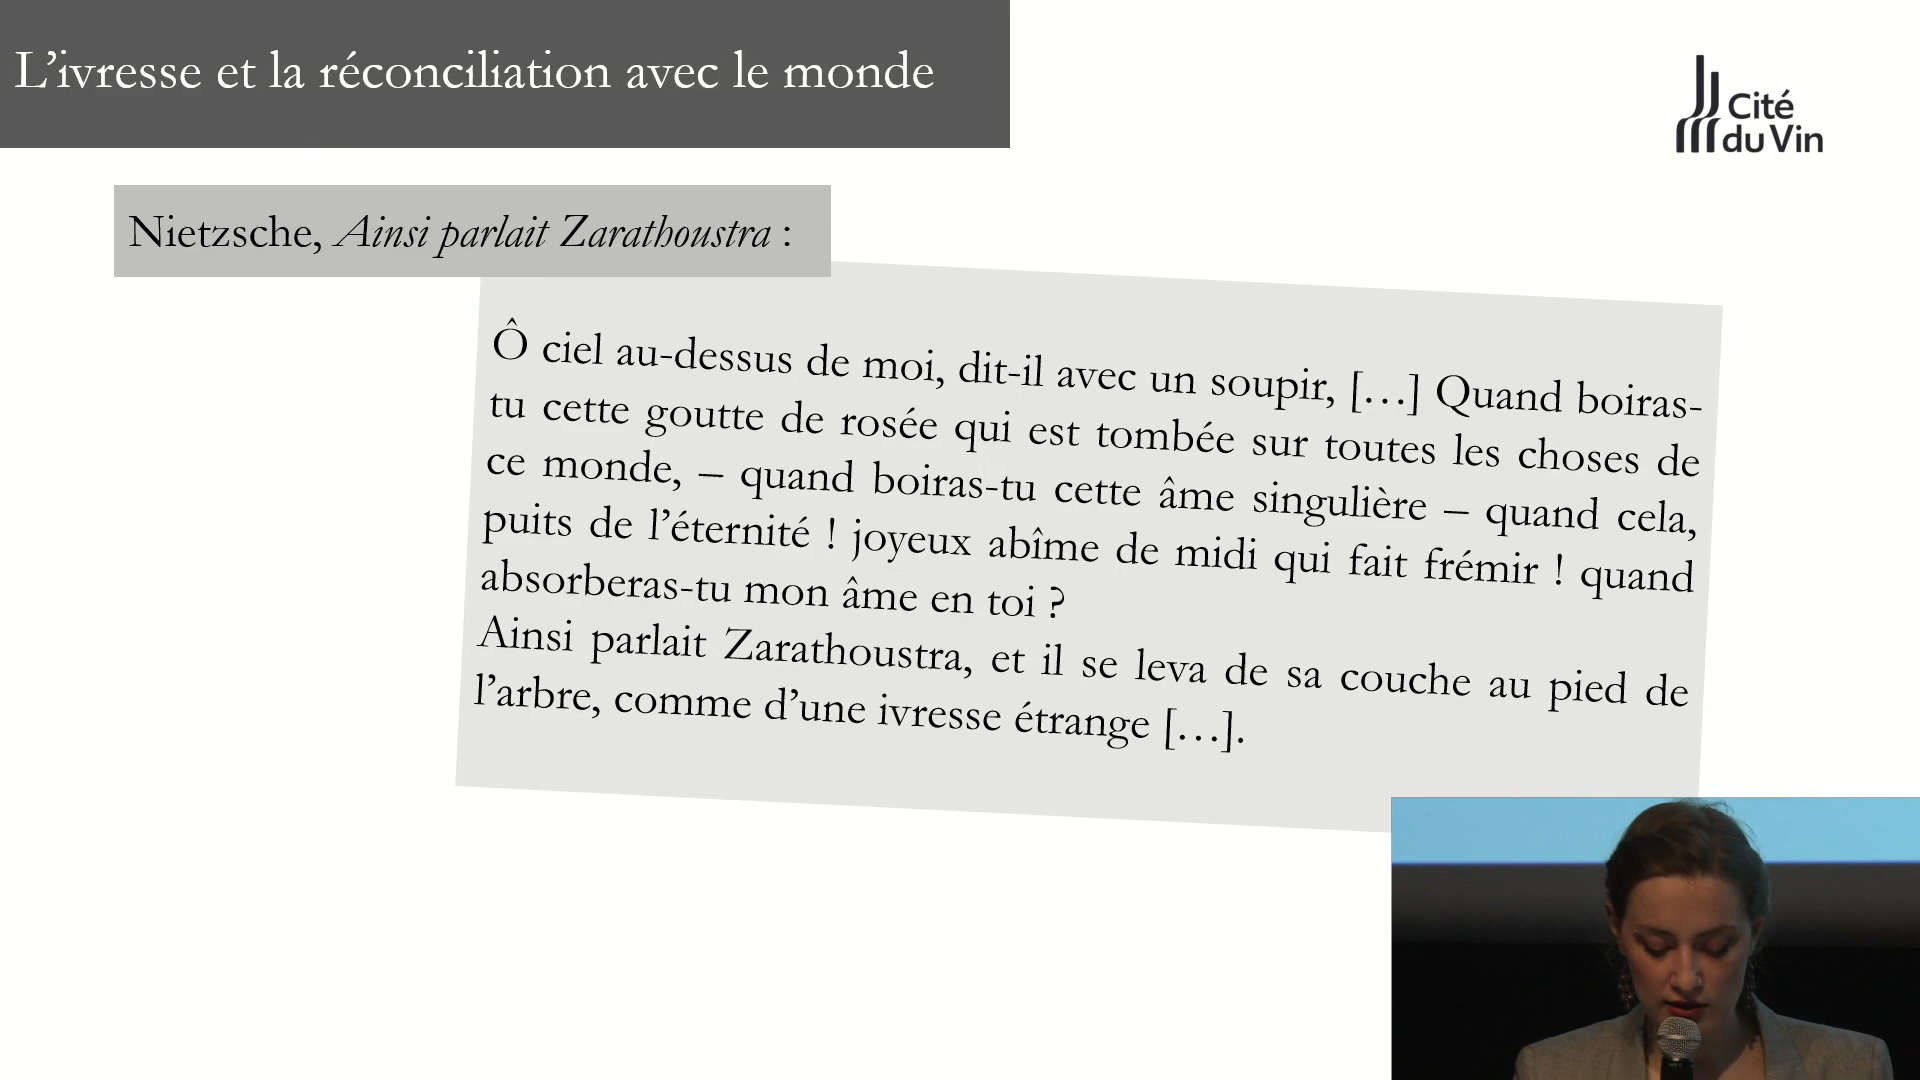 L’ivresse et la réconciliation avec le monde
Cité
du Vin
Nietzsche, Ainsi parlait Zarathoustra :
Ô ciel au-dessus de moi, dit-il avec un soupir, […] Quand boiras-
tu cette goutte de rosée qui est tombée sur toutes les choses de
ce monde, – quand boiras-tu cette âme singulière – quand cela,
puits de l’éternité ! joyeux abîme de midi qui fait frémir ! quand
absorberas-tu mon âme en toi ?
Ainsi parlait Zarathoustra, et il se leva de sa couche au pied de
l’arbre, comme d’une ivresse étrange […].